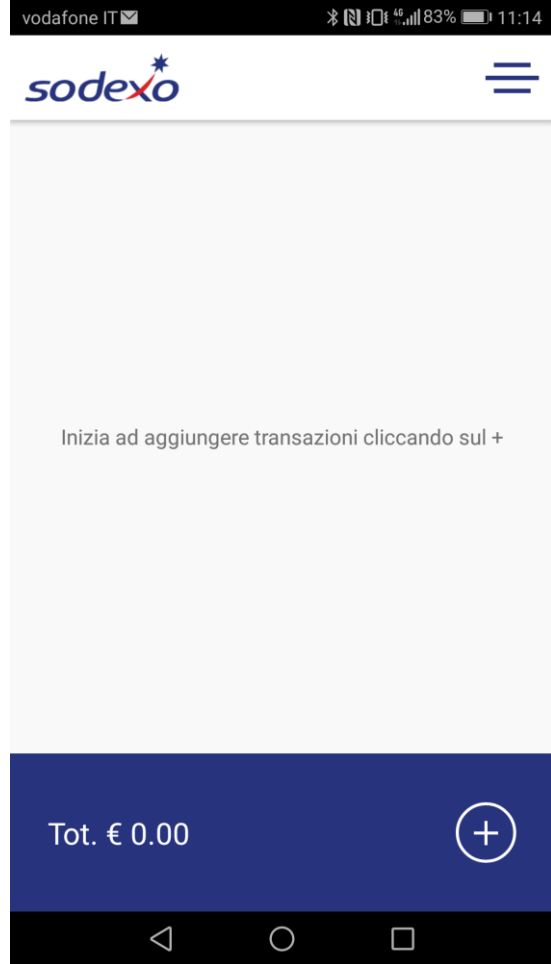 vodafone IT 83% 11:14
sodexo
Inizia ad aggiungere transazioni cliccando sul +
Tot. € 0.00